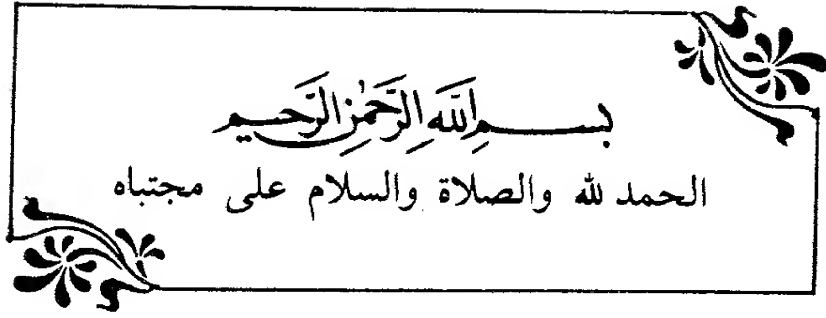 بسم الله الرحمن الرحيم
الحمد لله والصلاة والسلام على مجتباه